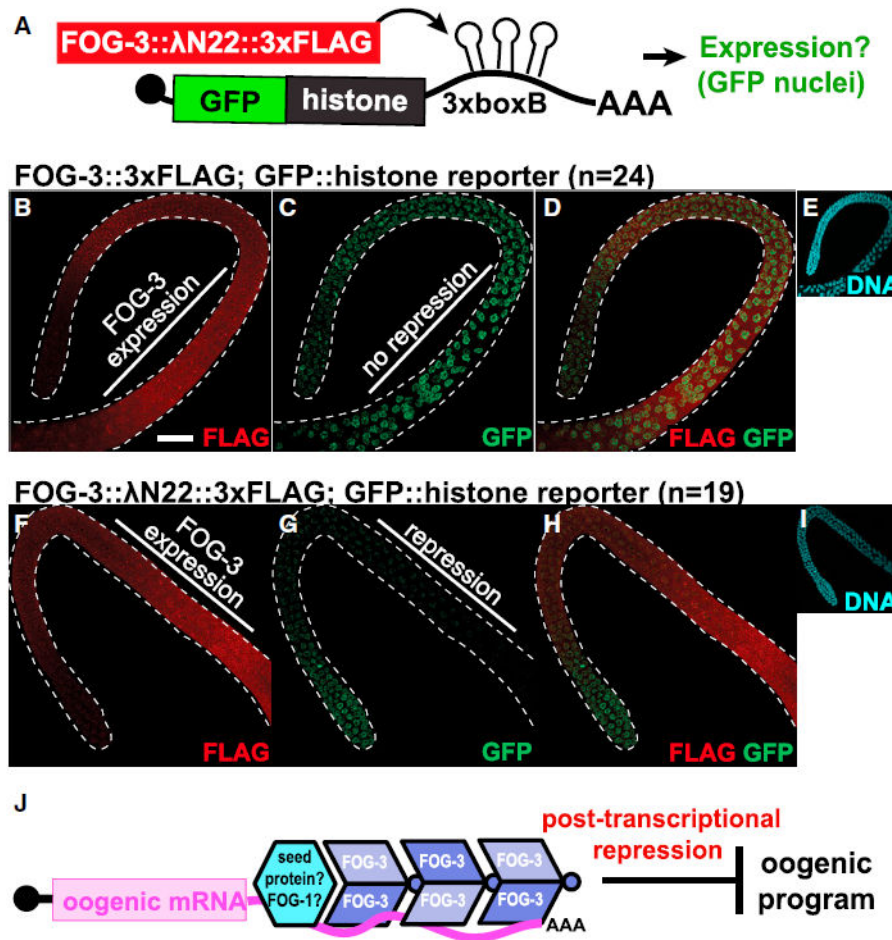 A
FOG-3::λN22::3xFLAG
GFP histone
3xboxB
AAA
Expression?
(GFP nuclei)
FOG-3::3xFLAG; GFP::histone reporter (n=24)
B
FOG-3
expression
FLAG
C
no repression
GFP
D
FLAG GFP
E
DNA
FOG-3::λN22::3xFLAG; GFP::histone reporter (n=19)
F
FOG-3
expression
FLAG
G
repression
GFP
H
FLAG GFP
I
DNA
J
oogenic mRNA
seed
protein?
FOG-1?
FOG-3 FOG-3 FOG-3
FOG-3 FOG-3 FOG-3
AAA
post-transcriptional
repression
oogenic
program